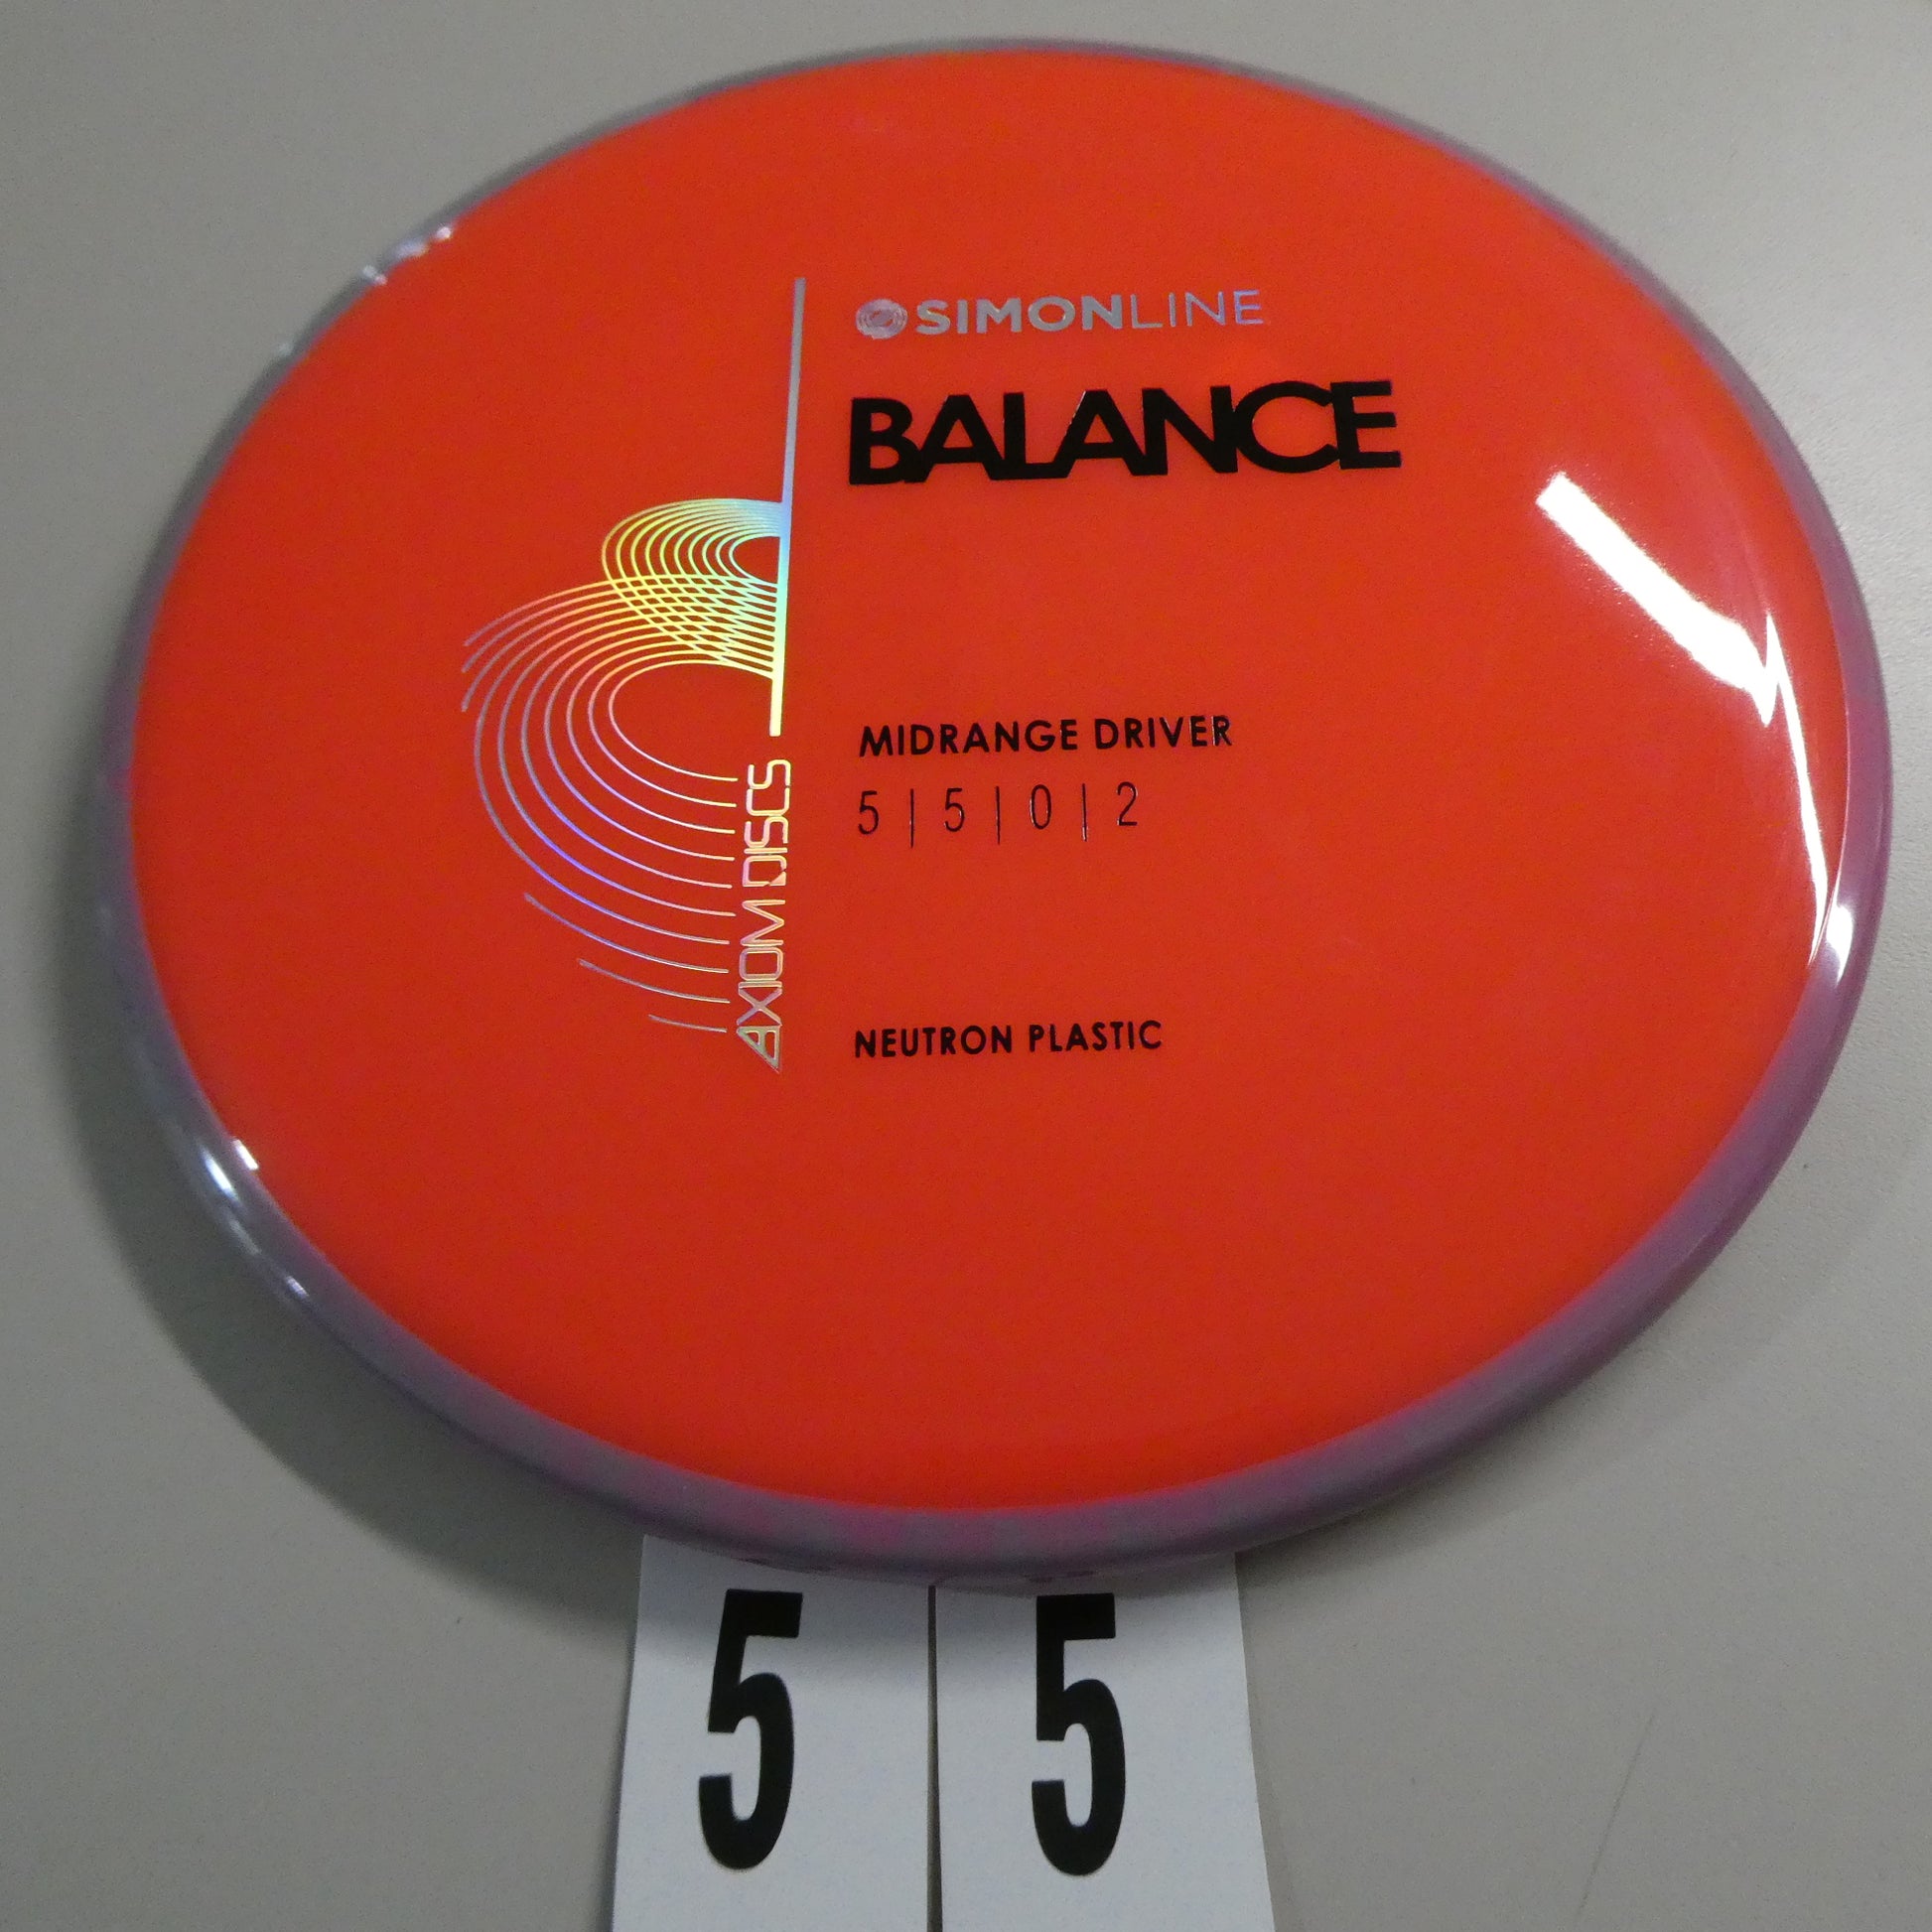 SIMONLINE
BALANCE
MIDRANGE DRIVER
5 | 5 | 0 | 2
AXIOM DISCS
NEUTRON PLASTIC
5 5